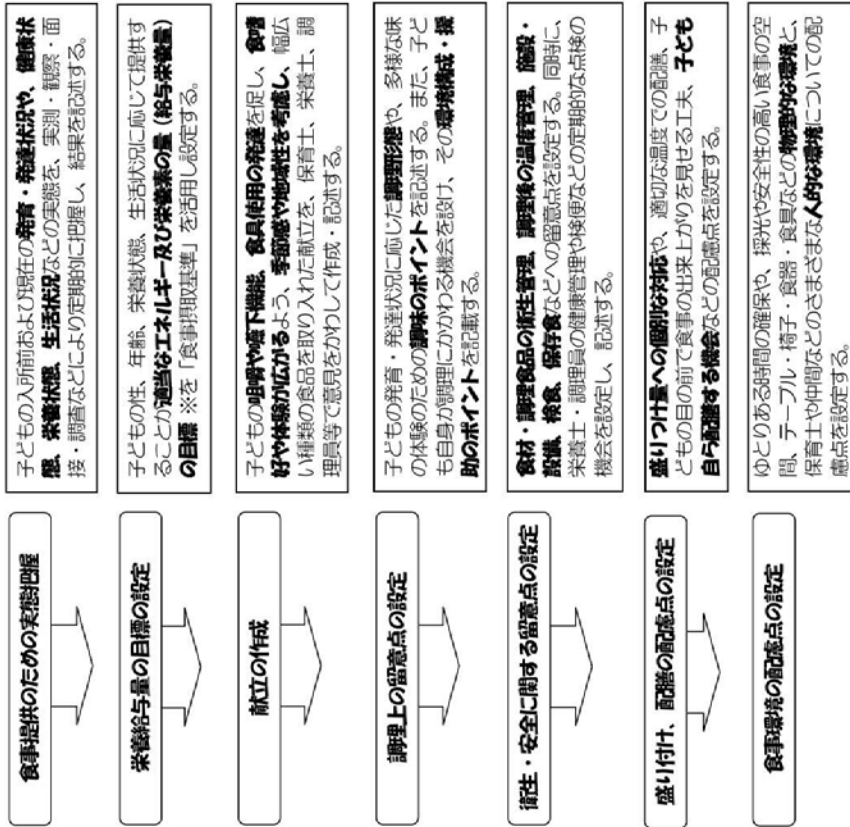 食事提供のための実態把握
子どもの入所前および現在の発育・発達状況や、健康状
態、栄養状態、生活状況などの実態を、実測・観察・面
接・調査などにより定期的に把握し、結果を記述する。
栄養給与量の目標の設定
子どもの性、年齢、栄養状態、生活状況に応じて提供す
ることが適当なエネルギー及び栄養素の量(給与栄養量)
の目標 ※を「食事摂取基準」を活用し設定する。
献立の作成
子どもの咀嚼や嚥下機能、食具使用の発達を促し、食嗜
好や体験が広がるよう、季節感や地域性を考慮し、幅広
い種類の食品を取り入れた献立を、保育士、栄養士、調
理員等で意見をかわして作成・記述する。
調理上の留意点の設定
子どもの発育・発達状況に応じた調理形態や、多様な味
の体験のための調味のポイントを記述する。また、子ど
も自身が調理にかかわる機会を設け、その環境構成・援
助のポイントを記載する。
衛生・安全に関する留意点の設定
食材・調理食品の衛生管理、調理後の温度管理、施設・
設備、検食、保存食などへの留意点を設定する。同時に、
栄養士・調理員の健康管理や検便などの定期的な点検の
機会を設定し、記述する。
盛り付け、配膳の配慮点の設定
盛りつけ量への個別的な対応や、適切な温度での配膳、子
どもの目の前で食事の出来上がりを見せる工夫、子ども
自ら配膳する機会などの配慮点を設定する。
食事環境の配慮点の設定
ゆとりある時間の確保や、採光や安全性の高い食事の空
間、テーブル・椅子・食器・食具などの物理的な環境と、
保育士や仲間などのさまざまな人的な環境についての配
慮点を設定する。